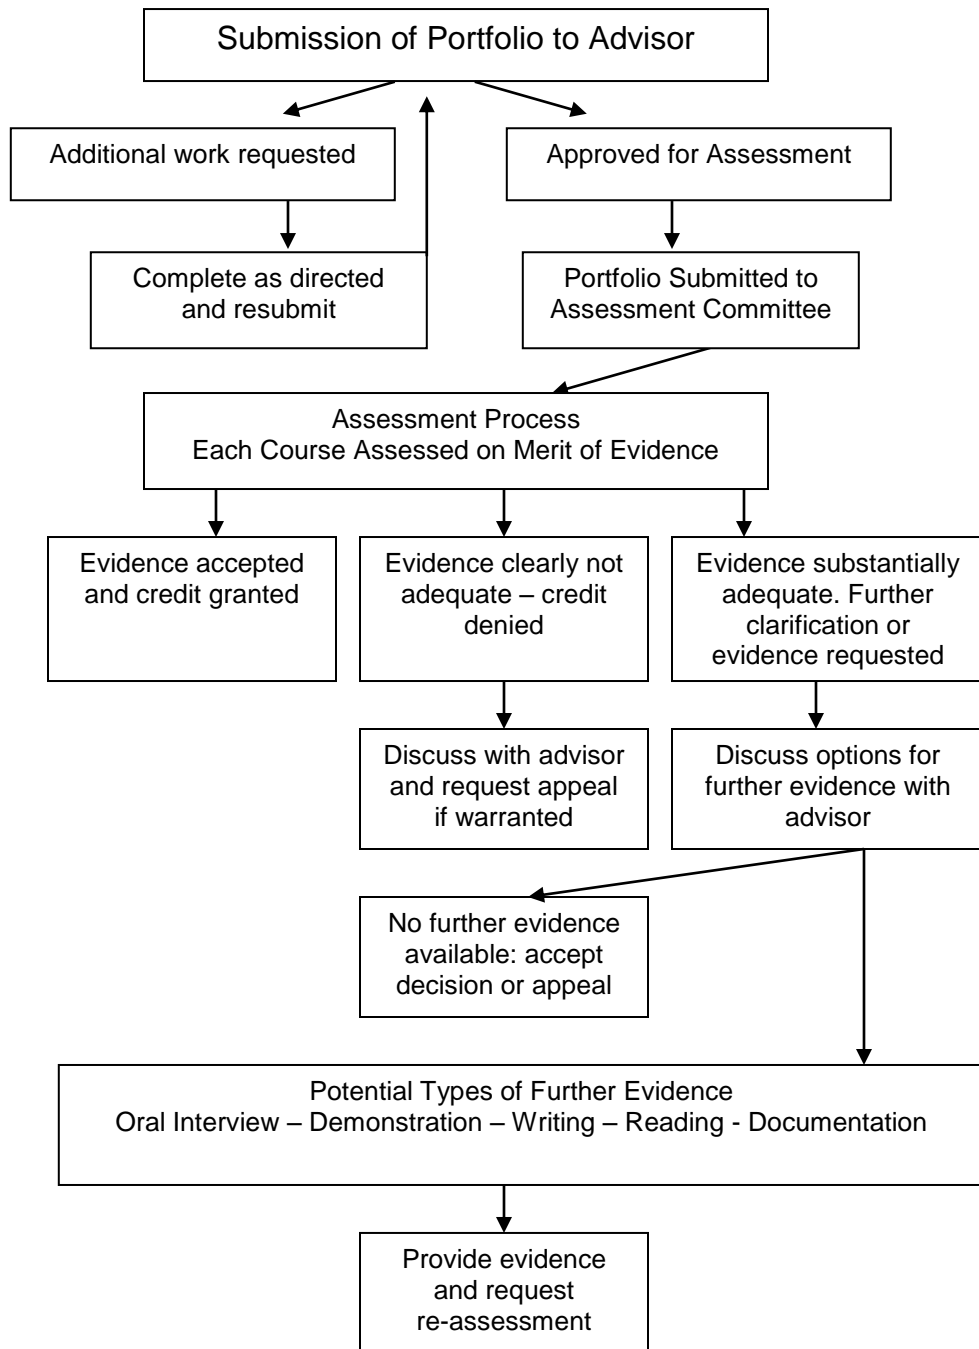 Submission of Portfolio to Advisor
Additional work requested
Approved for Assessment
Complete as directed
and resubmit
Portfolio Submitted to
Assessment Committee
Assessment Process
Each Course Assessed on Merit of Evidence
Evidence accepted
and credit granted
Evidence clearly not
adequate – credit
denied
Evidence substantially
adequate. Further
clarification or
evidence requested
Discuss with advisor
and request appeal
if warranted
Discuss options for
further evidence with
advisor
No further evidence
available: accept
decision or appeal
Potential Types of Further Evidence
Oral Interview – Demonstration – Writing – Reading - Documentation
Provide evidence
and request
re-assessment